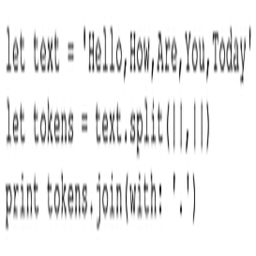 let text = 'Hello,How,Are,You,Today'
let tokens = text.split(||,||)
print tokens.join(with: '.')